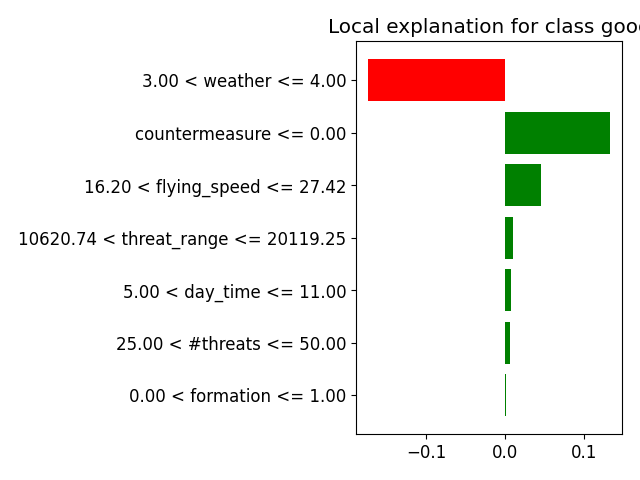 Local explanation for class goo
3.00 < weather <= 4.00
countermeasure <= 0.00
16.20 < flying_speed <= 27.42
10620.74 < threat_range <= 20119.25
5.00 < day_time <= 11.00
25.00 < #threats <= 50.00
0.00 < formation <= 1.00
−0.1 0.0 0.1